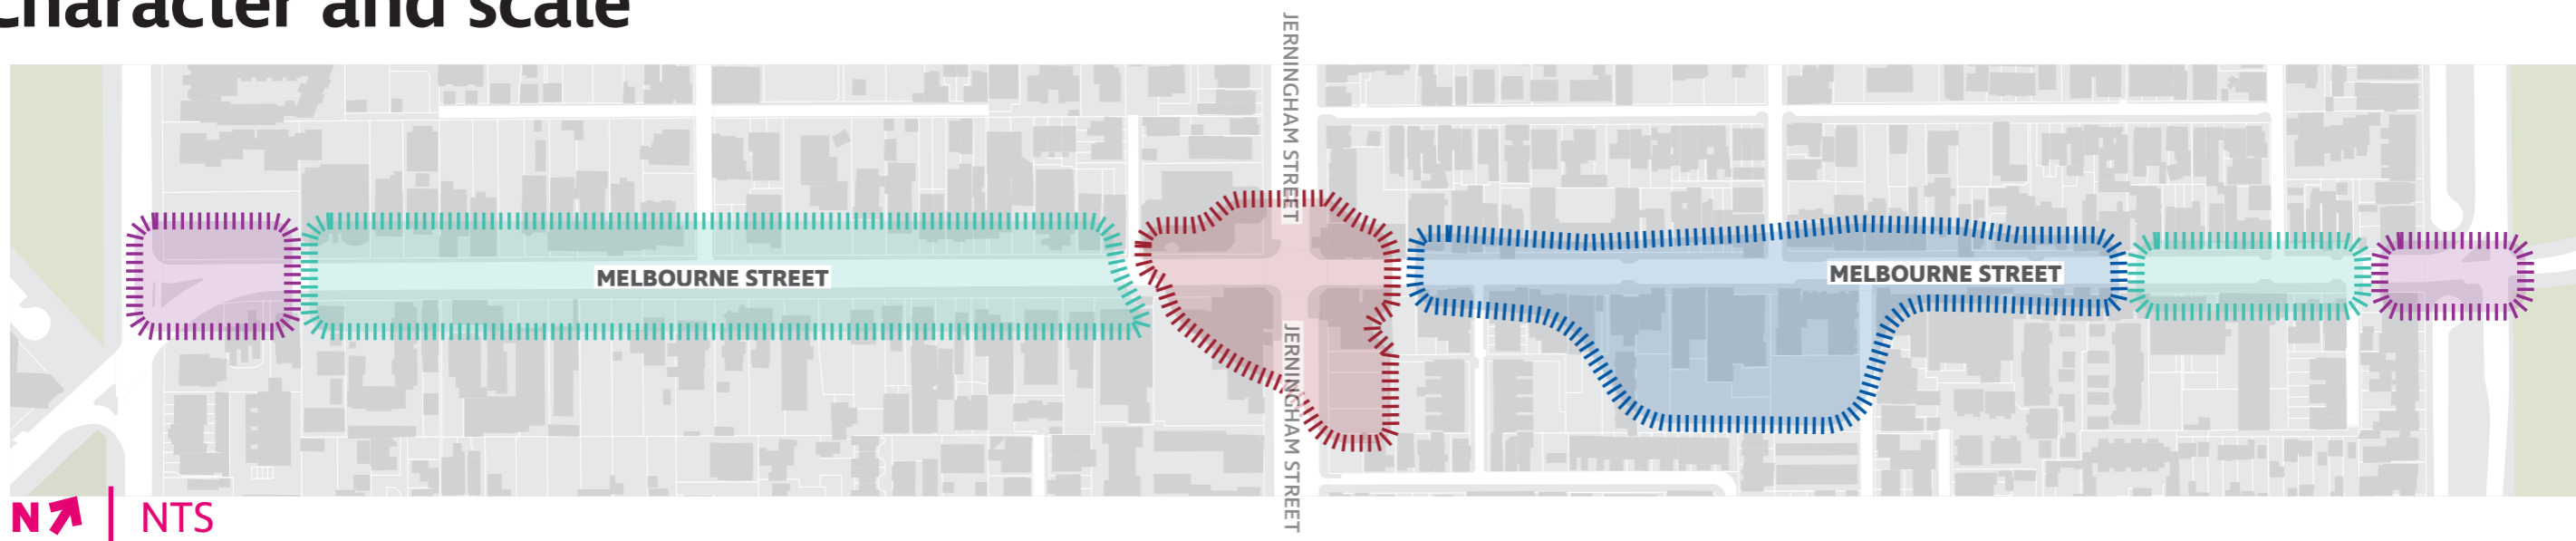 Character and scale
JERNINGHAM STREET
MELBOURNE STREET
MELBOURNE STREET
JERNINGHAM STREET
N
NTS